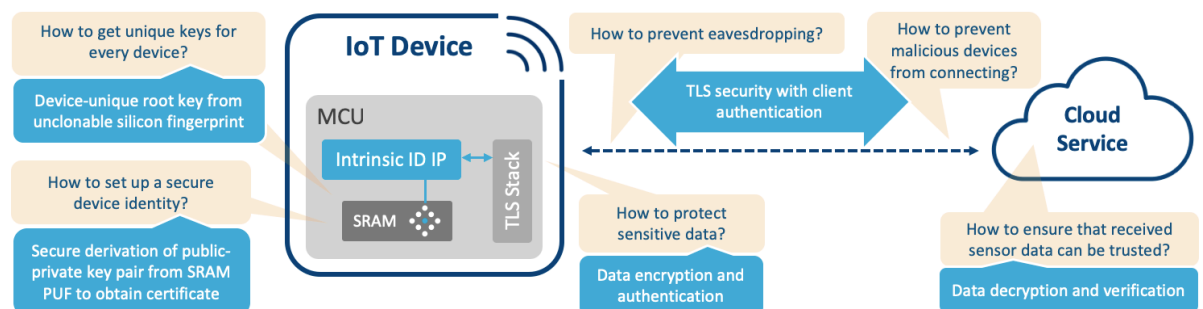 How to get unique keys for
every device?
Device-unique root key from
unclonable silicon fingerprint
How to set up a secure
device identity?
Secure derivation of public-
private key pair from SRAM
PUF to obtain certificate
IoT Device
MCU
Intrinsic ID IP
SRAM
TLS Stack
How to prevent eavesdropping?
TLS security with client
authentication
How to prevent
malicious devices
from connecting?
Cloud
Service
How to protect
sensitive data?
Data encryption and
authentication
How to ensure that received
sensor data can be trusted?
Data decryption and verification